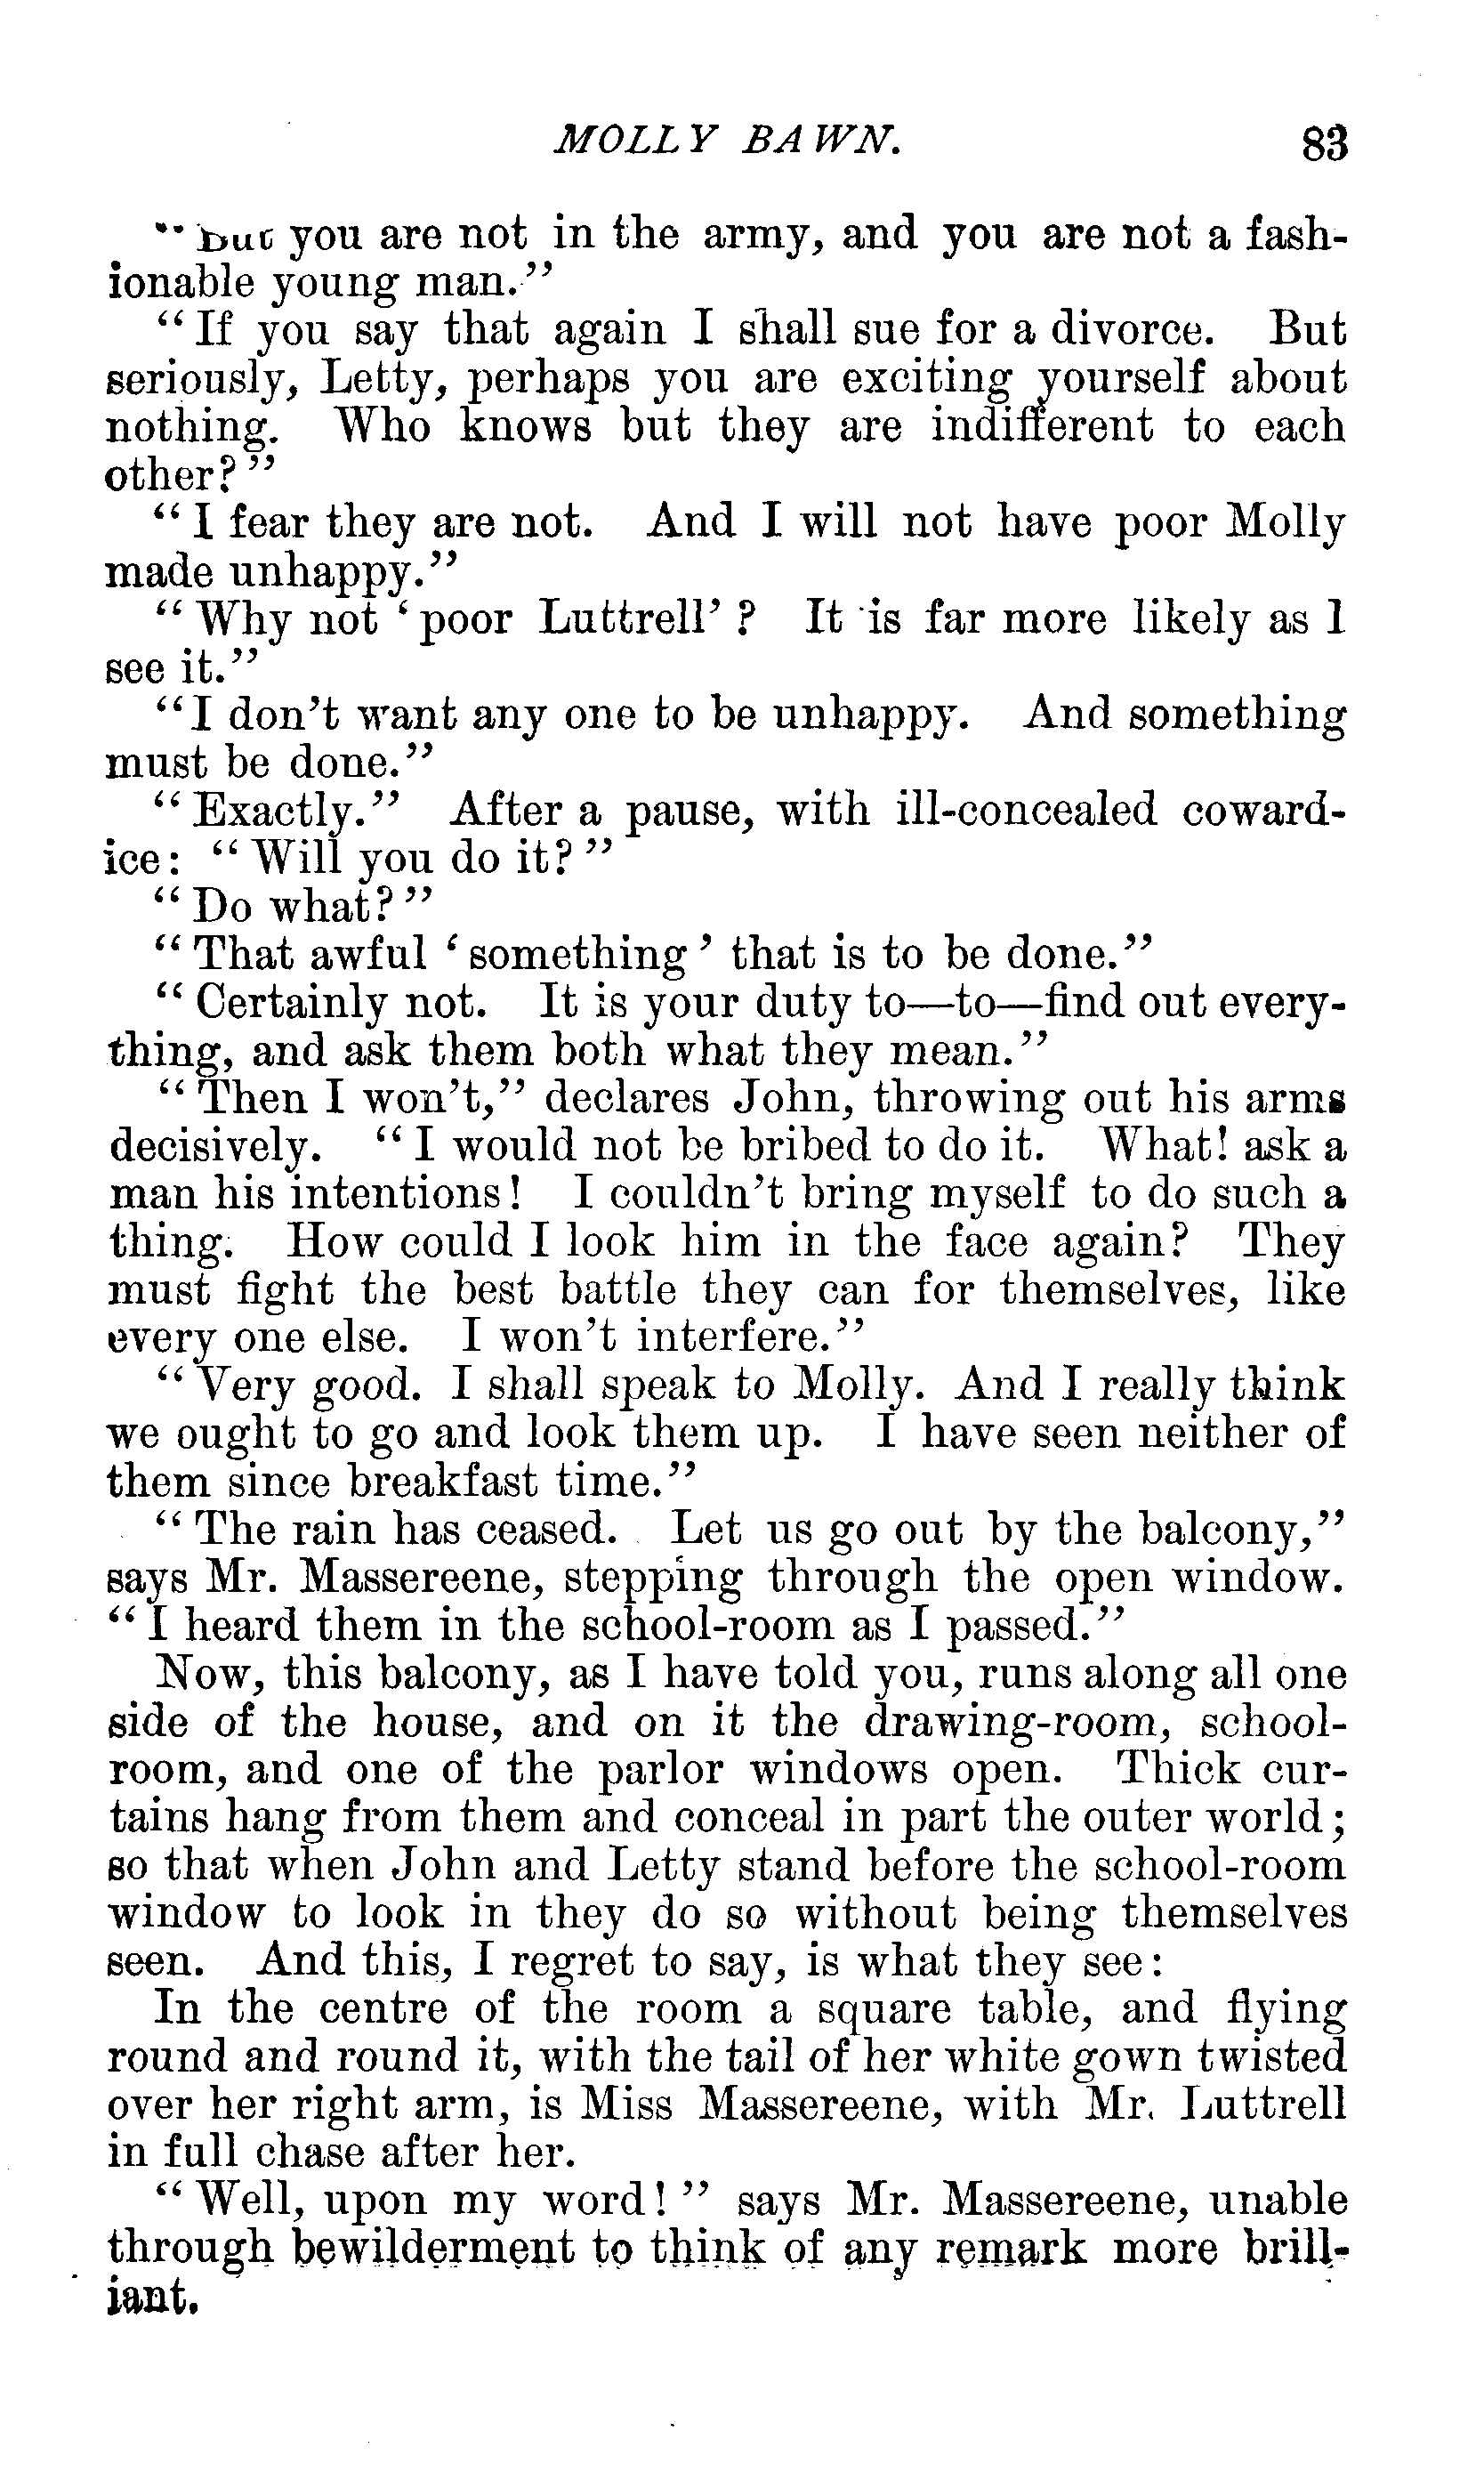 MOLLY BAWN. 83
"But you are not in the army, and you are not a fash-
ionable young man."
"If you say that again I shall sue for a divorce. But
seriously, Letty, perhaps you are exciting yourself about
nothing. Who knows but they are indifferent to each
other?"
"I fear they are not. And I will not have poor Molly
made unhappy."
"Why not 'poor Luttrell'? It is far more likely as I
see it."
"I don't want any one to be unhappy. And something
must be done."
"Exactly." After a pause, with ill-concealed coward-
ice: "Will you do it?"
"Do what?"
"That awful 'something' that is to be done."
"Certainly not. It is your duty to—to—find out every-
thing, and ask them both what they mean."
"Then I won't," declares John, throwing out his arms
decisively. "I would not be bribed to do it. What! ask a
man his intentions! I couldn't bring myself to do such a
thing. How could I look him in the face again? They
must fight the best battle they can for themselves, like
every one else. I won't interfere."
"Very good. I shall speak to Molly. And I really think
we ought to go and look them up. I have seen neither of
them since breakfast time."
"The rain has ceased. Let us go out by the balcony,"
says Mr. Massereene, stepping through the open window.
"I heard them in the school-room as I passed."
Now, this balcony, as I have told you, runs along all one
side of the house, and on it the drawing-room, school-
room, and one of the parlor windows open. Thick cur-
tains hang from them and conceal in part the outer world;
so that when John and Letty stand before the school-room
window to look in they do so without being themselves
seen. And this, I regret to say, is what they see:
In the centre of the room a square table, and flying
round and round it, with the tail of her white gown twisted
over her right arm, is Miss Massereene, with Mr. Luttrell
in full chase after her.
"Well, upon my word!" says Mr. Massereene, unable
through bewilderment to think of any remark more brill-
iant.